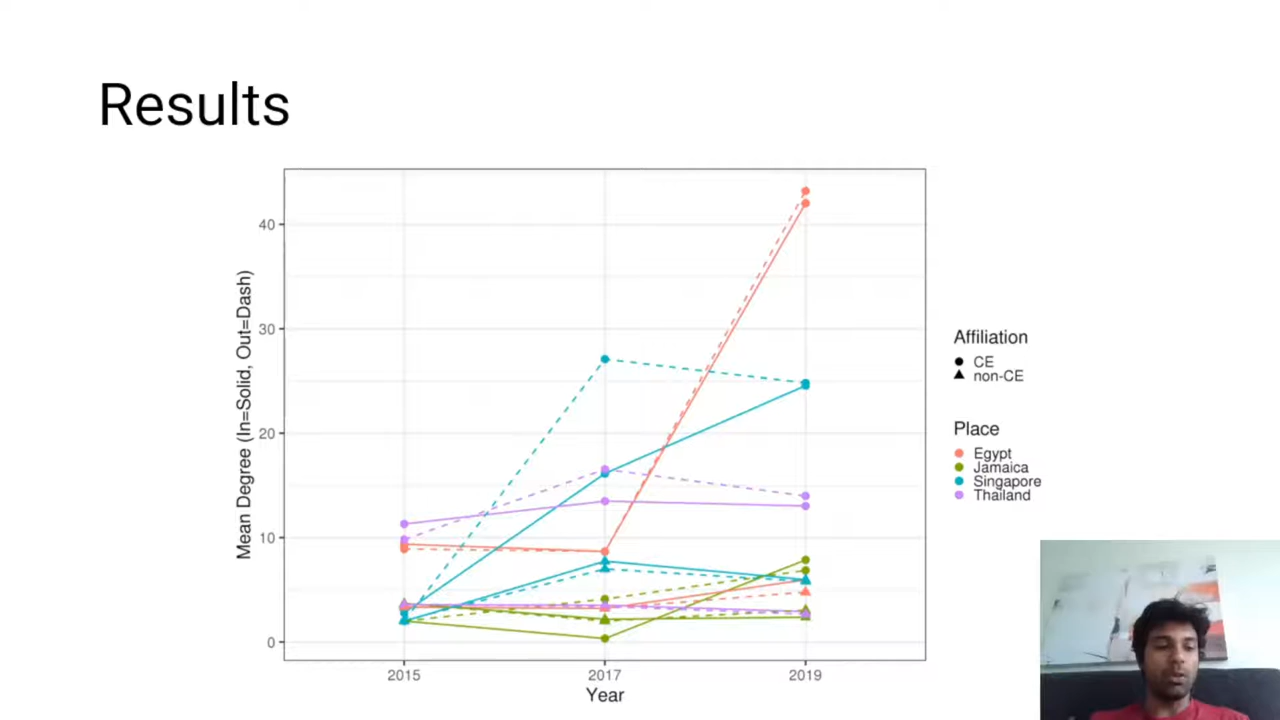 Results
Mean Degree (In=Solid, Out=Dash)
40
30
20
10
0
2015
2017
2019
Year
Affiliation
CE
non-CE
Place
Egypt
Jamaica
Singapore
Thailand